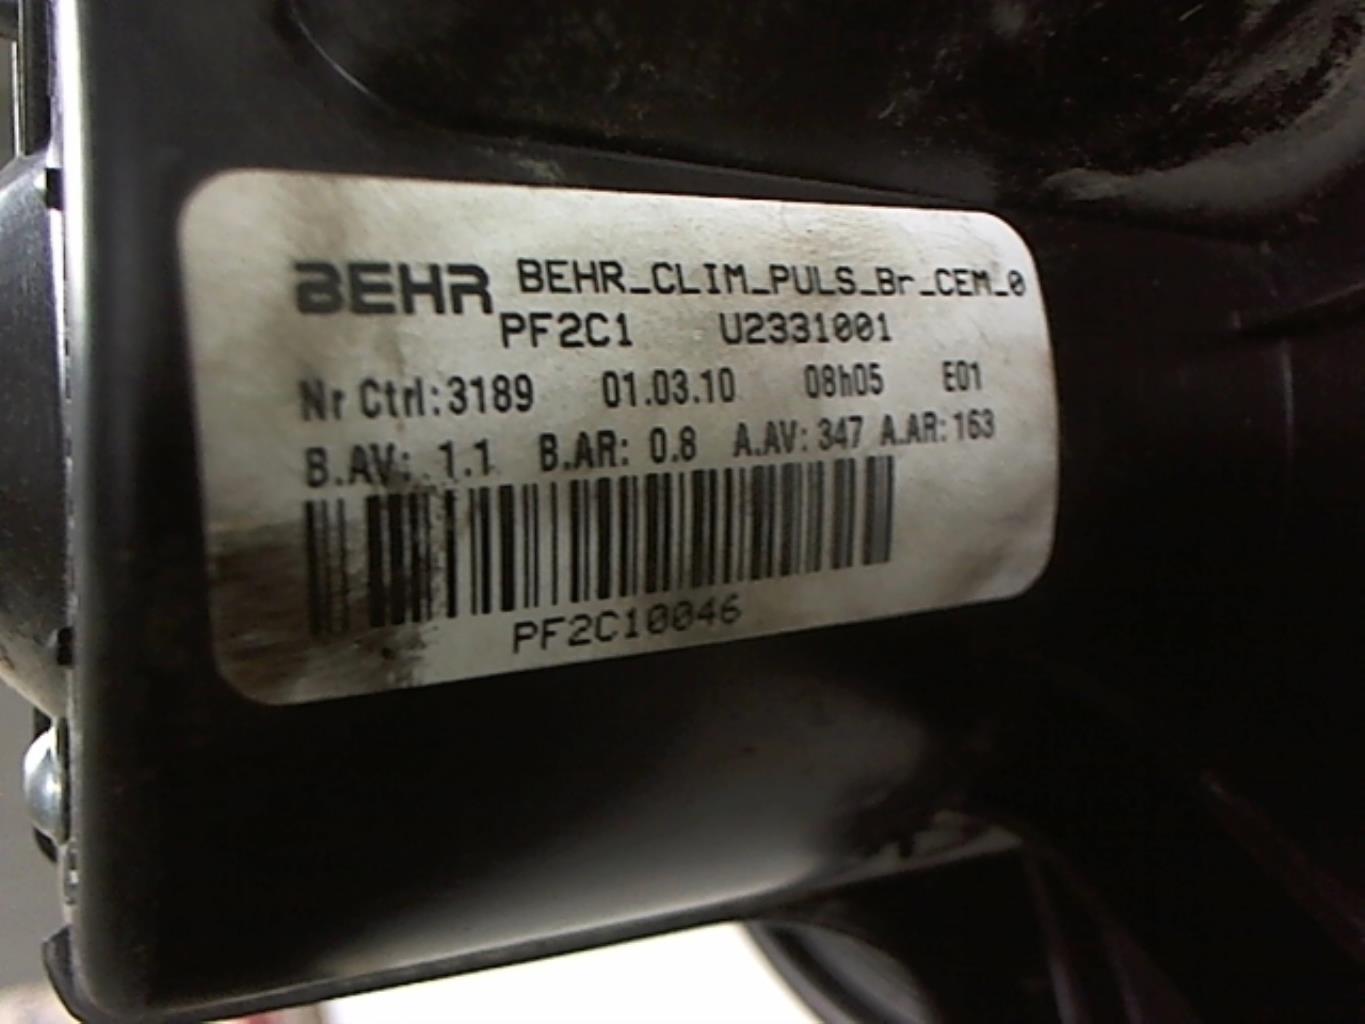 BEHR BEHR_CLIM_PULS_Br_CEM_0
PF2C1 U2331001
Nr Ctrl:3189 01.03.10 08h05 E01
B.AV: 1.1 B.AR: 0.8 A.AV: 347 A.AR: 163
PF2C10046